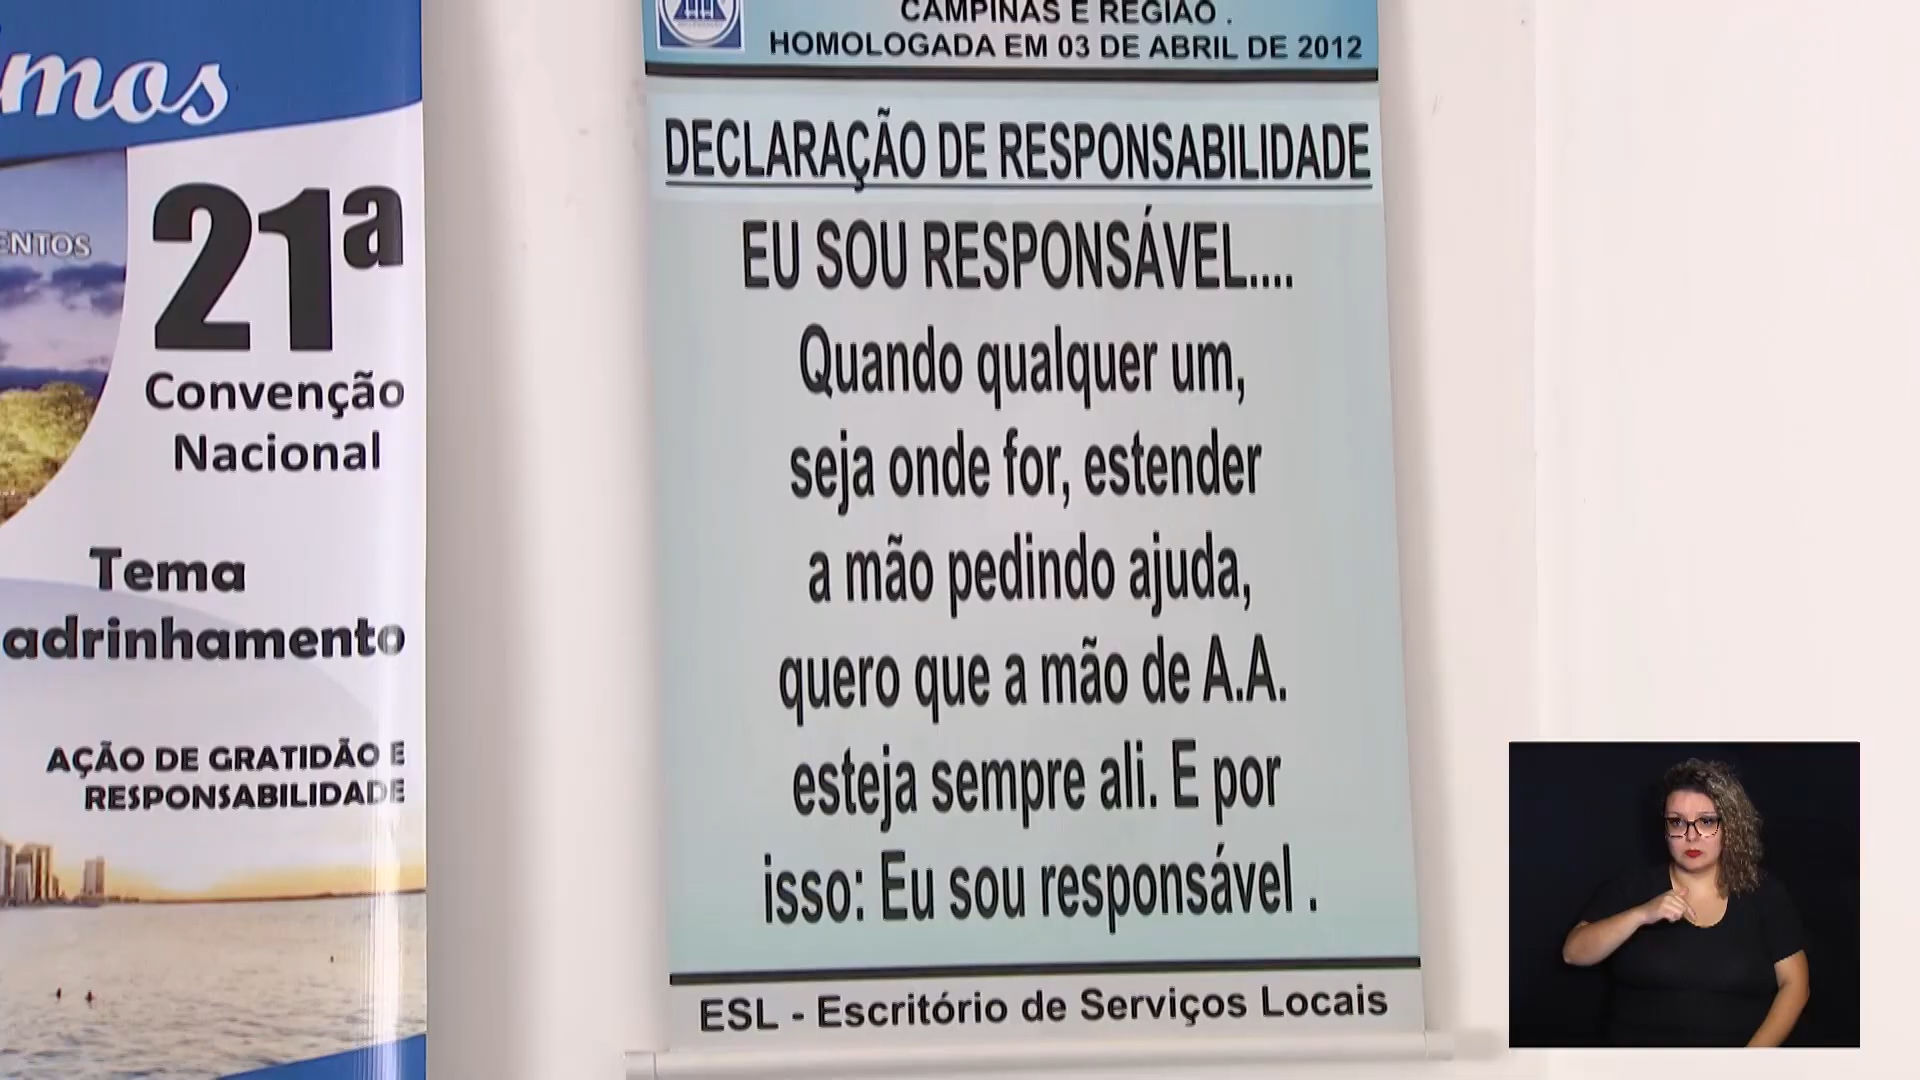 mos
ENTOS
21ª
Convenção
Nacional
Tema
adrinhamento
AÇÃO DE GRATIDÃO E
RESPONSABILIDADE
CAMPINAS E REGIÃO .
HOMOLOGADA EM 03 DE ABRIL DE 2012
DECLARAÇÃO DE RESPONSABILIDADE
EU SOU RESPONSÁVEL....
Quando qualquer um,
seja onde for, estender
a mão pedindo ajuda,
quero que a mão de A.A.
esteja sempre ali. E por
isso: Eu sou responsável .
ESL - Escritório de Serviços Locais